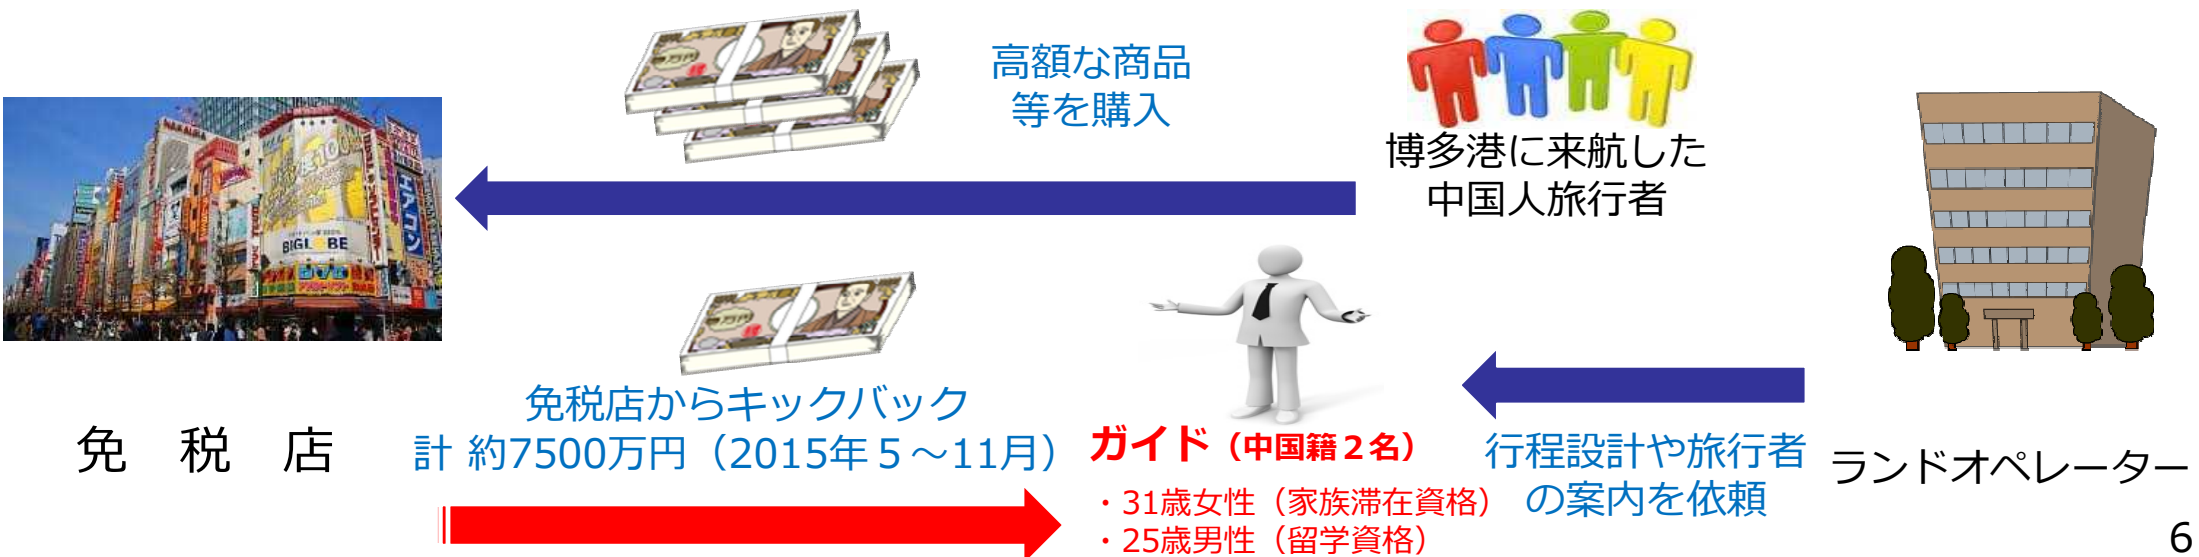 高額な商品
等を購入
博多港に来航した
中国人旅行者
BIGLOBE
エアコン
免税店からキックバック
計 約7500万円（2015年５～11月）
免 税 店
ガイド（中国籍２名）
・31歳女性（家族滞在資格）
・25歳男性（留学資格）
行程設計や旅行者
の案内を依頼
ランドオペレーター
6